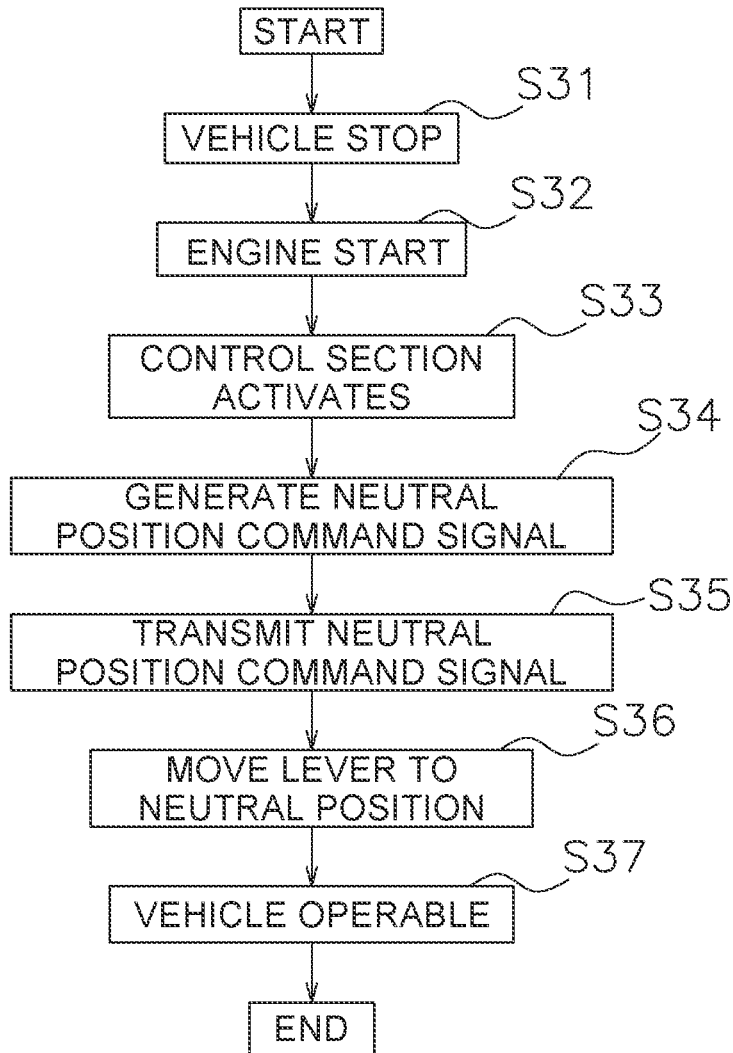 START
S31
VEHICLE STOP
S32
ENGINE START
S33
CONTROL SECTION
ACTIVATES
S34
GENERATE NEUTRAL
POSITION COMMAND SIGNAL
S35
TRANSMIT NEUTRAL
POSITION COMMAND SIGNAL
S36
MOVE LEVER TO
NEUTRAL POSITION
S37
VEHICLE OPERABLE
END